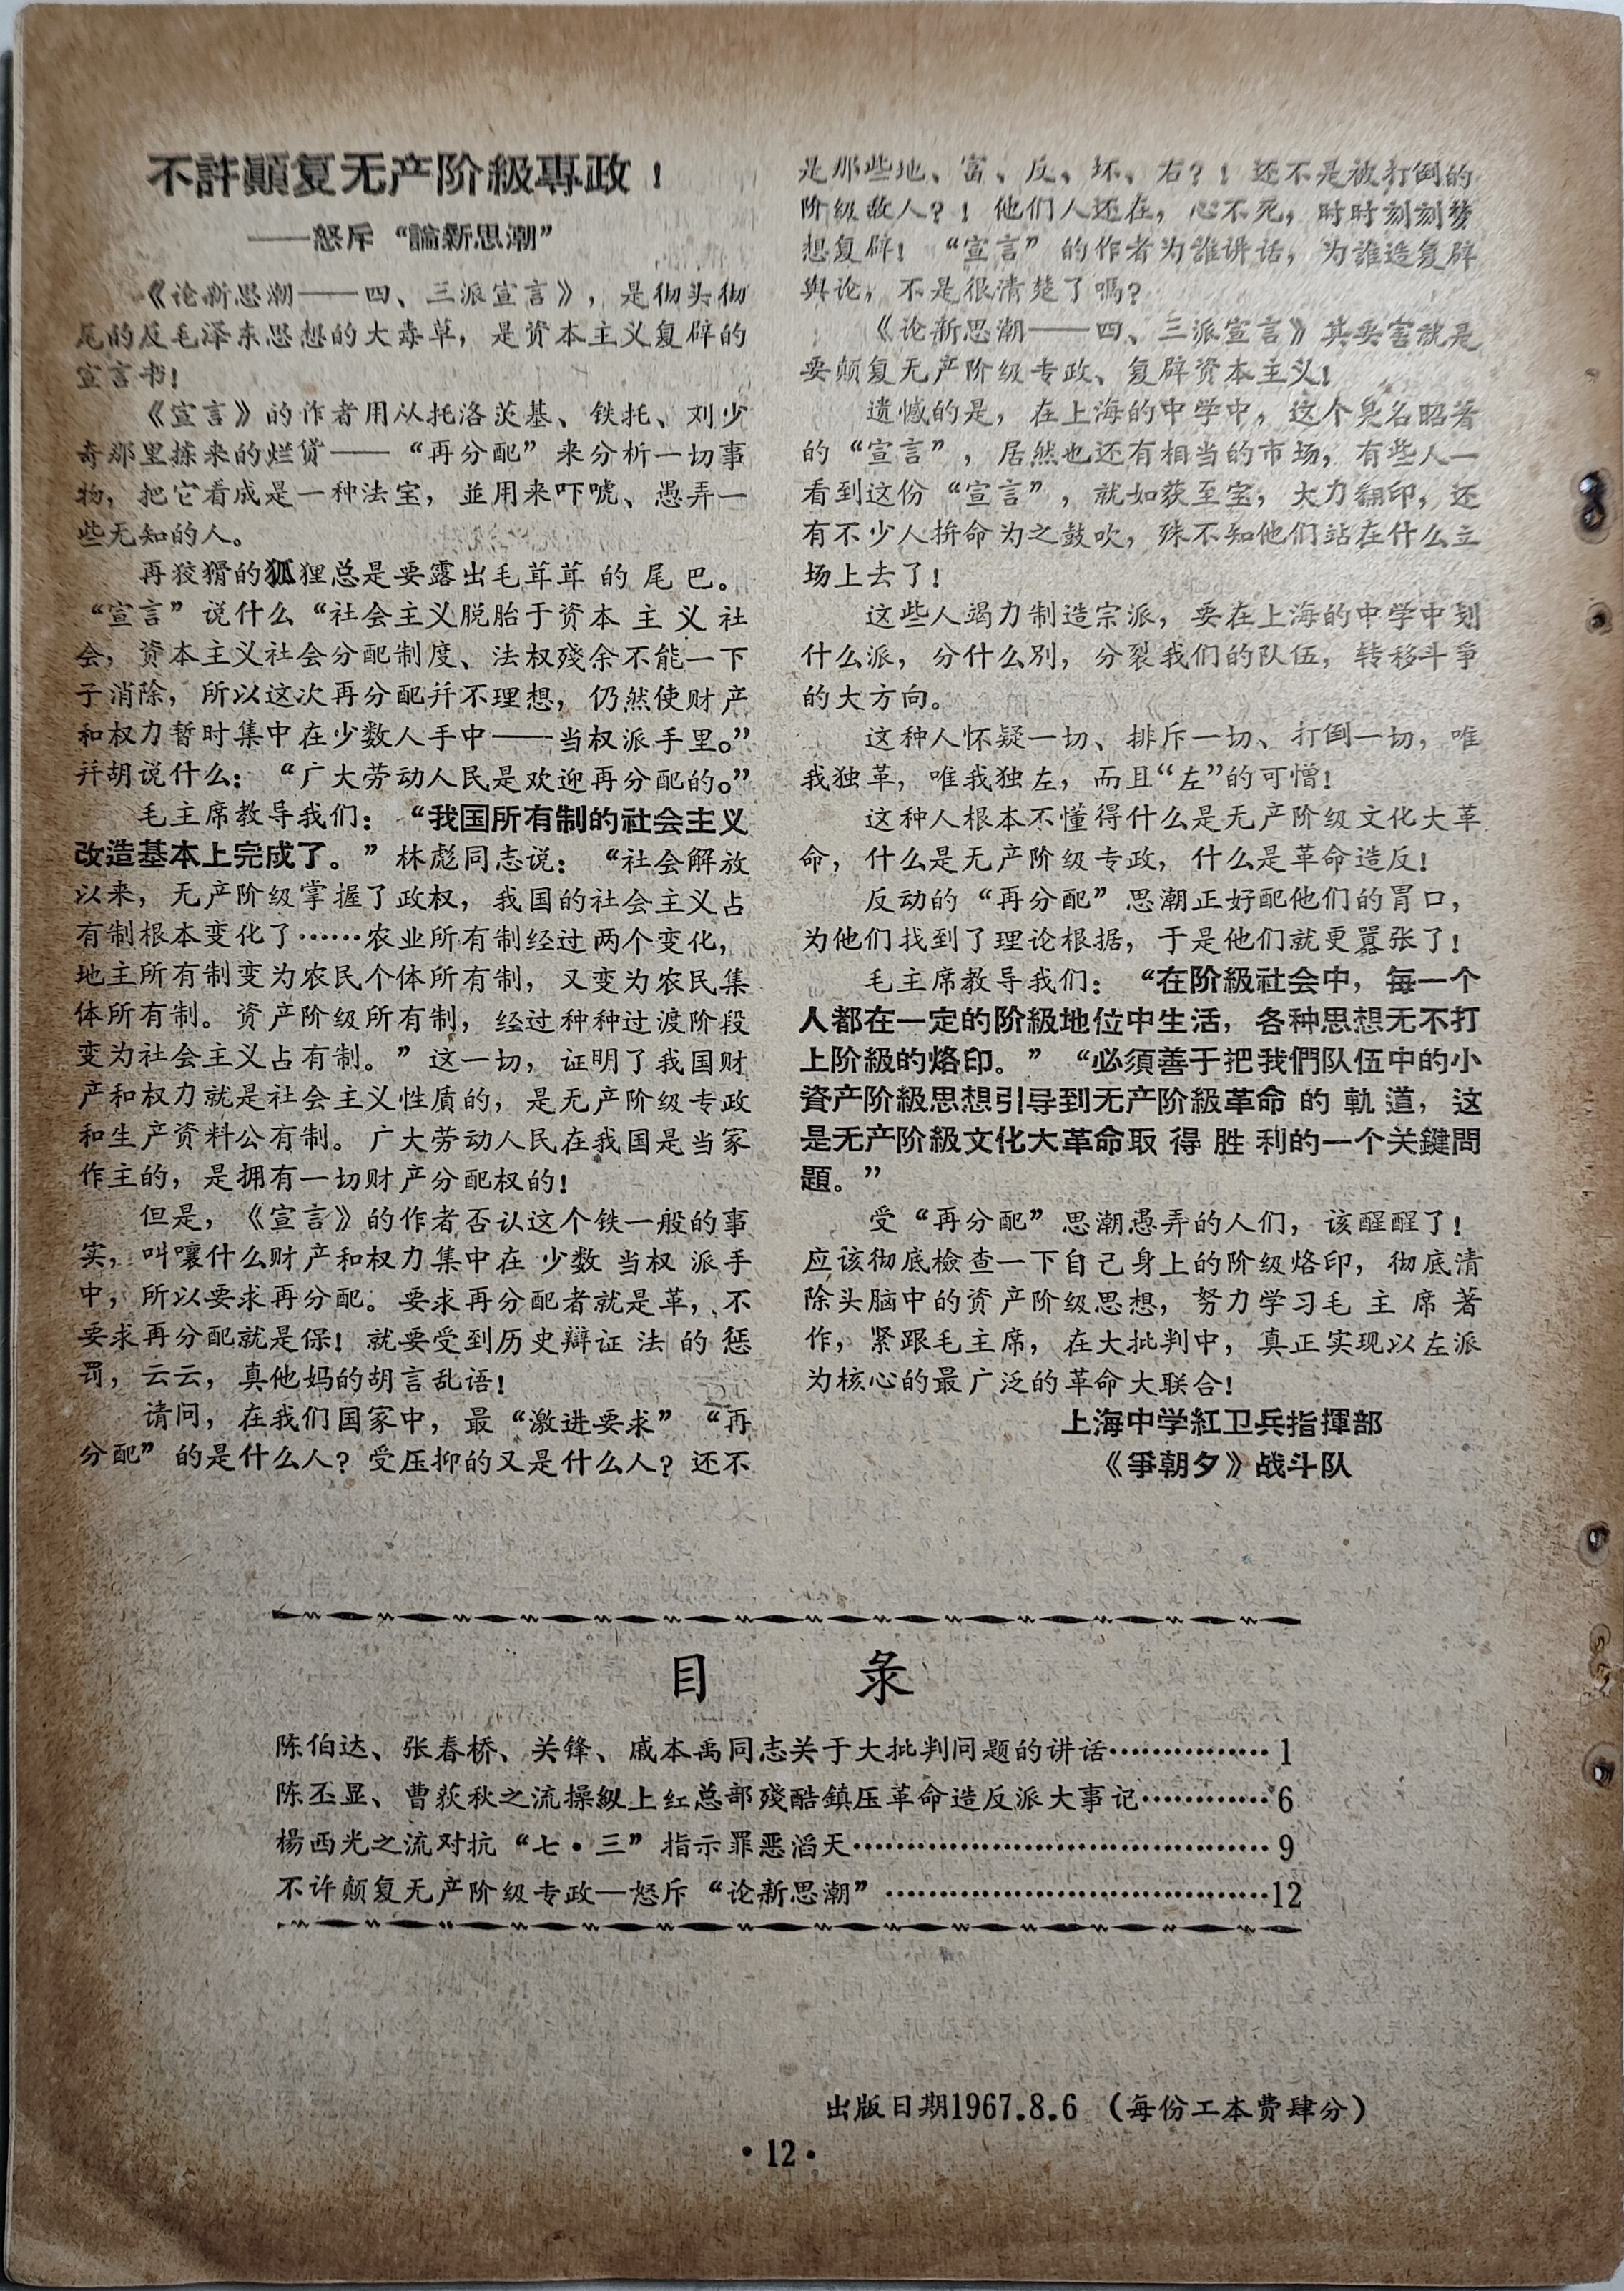 不許顚复无产阶級專政！
——怒斥“論新思潮”
《论新思潮——四、三派宣言》，是彻头彻
尾的反毛泽东思想的大毒草，是资本主义复辟的
宣言书！
《宣言》的作者用从托洛茨基、铁托、刘少
奇那里拣来的烂货——“再分配”来分析一切事
物，把它看成是一种法宝，並用来吓唬、愚弄一
些无知的人。
再狡猾的狐狸总是要露出毛茸茸的尾巴。
“宣言”说什么“社会主义脱胎于资本主义社
会，资本主义社会分配制度、法权殘余不能一下
子消除，所以这次再分配幷不理想，仍然使财产
和权力暂时集中在少数人手中——当权派手里。”
幷胡说什么：“广大劳动人民是欢迎再分配的。”
毛主席教导我们：“我国所有制的社会主义
改造基本上完成了。”林彪同志说：“社会解放
以来，无产阶级掌握了政权，我国的社会主义占
有制根本变化了……农业所有制经过两个变化，
地主所有制变为农民个体所有制，又变为农民集
体所有制。资产阶级所有制，经过种种过渡阶段
变为社会主义占有制。”这一切，证明了我国财
产和权力就是社会主义性质的，是无产阶级专政
和生产资料公有制。广大劳动人民在我国是当家
作主的，是拥有一切财产分配权的！
但是，《宣言》的作者否认这个铁一般的事
实，叫嚷什么财产和权力集中在少数当权派手
中，所以要求再分配。要求再分配者就是革，不
要求再分配就是保！就要受到历史辩证法的惩
罚，云云，真他妈的胡言乱语！
请问，在我们国家中，最“激进要求”“再
分配”的是什么人？受压抑的又是什么人？还不
是那些地、富、反、坏、右？！还不是被打倒的
阶级敌人？！他们人还在，心不死，时时刻刻梦
想复辟！“宣言”的作者为誰讲话，为誰造复辟
舆论，不是很清楚了嗎？
《论新思潮——四、三派宣言》其要害就是
要颠复无产阶级专政、复辟资本主义！
遗憾的是，在上海的中学中，这个臭名昭著
的“宣言”，居然也还有相当的市场，有些人一
看到这份“宣言”，就如获至宝，大力翻印，还
有不少人拚命为之鼓吹，殊不知他们站在什么立
场上去了！
这些人竭力制造宗派，要在上海的中学中划
什么派，分什么别，分裂我们的队伍，转移斗爭
的大方向。
这种人怀疑一切、排斥一切、打倒一切，唯
我独革，唯我独左，而且“左”的可憎！
这种人根本不懂得什么是无产阶级文化大革
命，什么是无产阶级专政，什么是革命造反！
反动的“再分配”思潮正好配他们的胃口，
为他们找到了理论根据，于是他们就更嚣张了！
毛主席教导我们：“在阶級社会中，每一个
人都在一定的阶級地位中生活，各种思想无不打
上阶級的烙印。”“必須善于把我們队伍中的小
資产阶級思想引导到无产阶級革命的軌道，这
是无产阶級文化大革命取得胜利的一个关鍵問
題。”
受“再分配”思潮愚弄的人们，该醒醒了！
应该彻底檢查一下自己身上的阶级烙印，彻底清
除头脑中的资产阶级思想，努力学习毛主席著
作，紧跟毛主席，在大批判中，真正实现以左派
为核心的最广泛的革命大联合！
上海中学紅卫兵指揮部
《爭朝夕》战斗队
目　录
陈伯达、张春桥、关锋、戚本禹同志关于大批判问题的讲话……………1
陈丕显、曹荻秋之流操縱上红总部殘酷鎮压革命造反派大事记…………6
楊西光之流对抗“七·三”指示罪恶滔天…………………………………9
不许颠复无产阶级专政—怒斥“论新思潮”………………………………12
出版日期1967.8.6（每份工本费肆分）
·12·